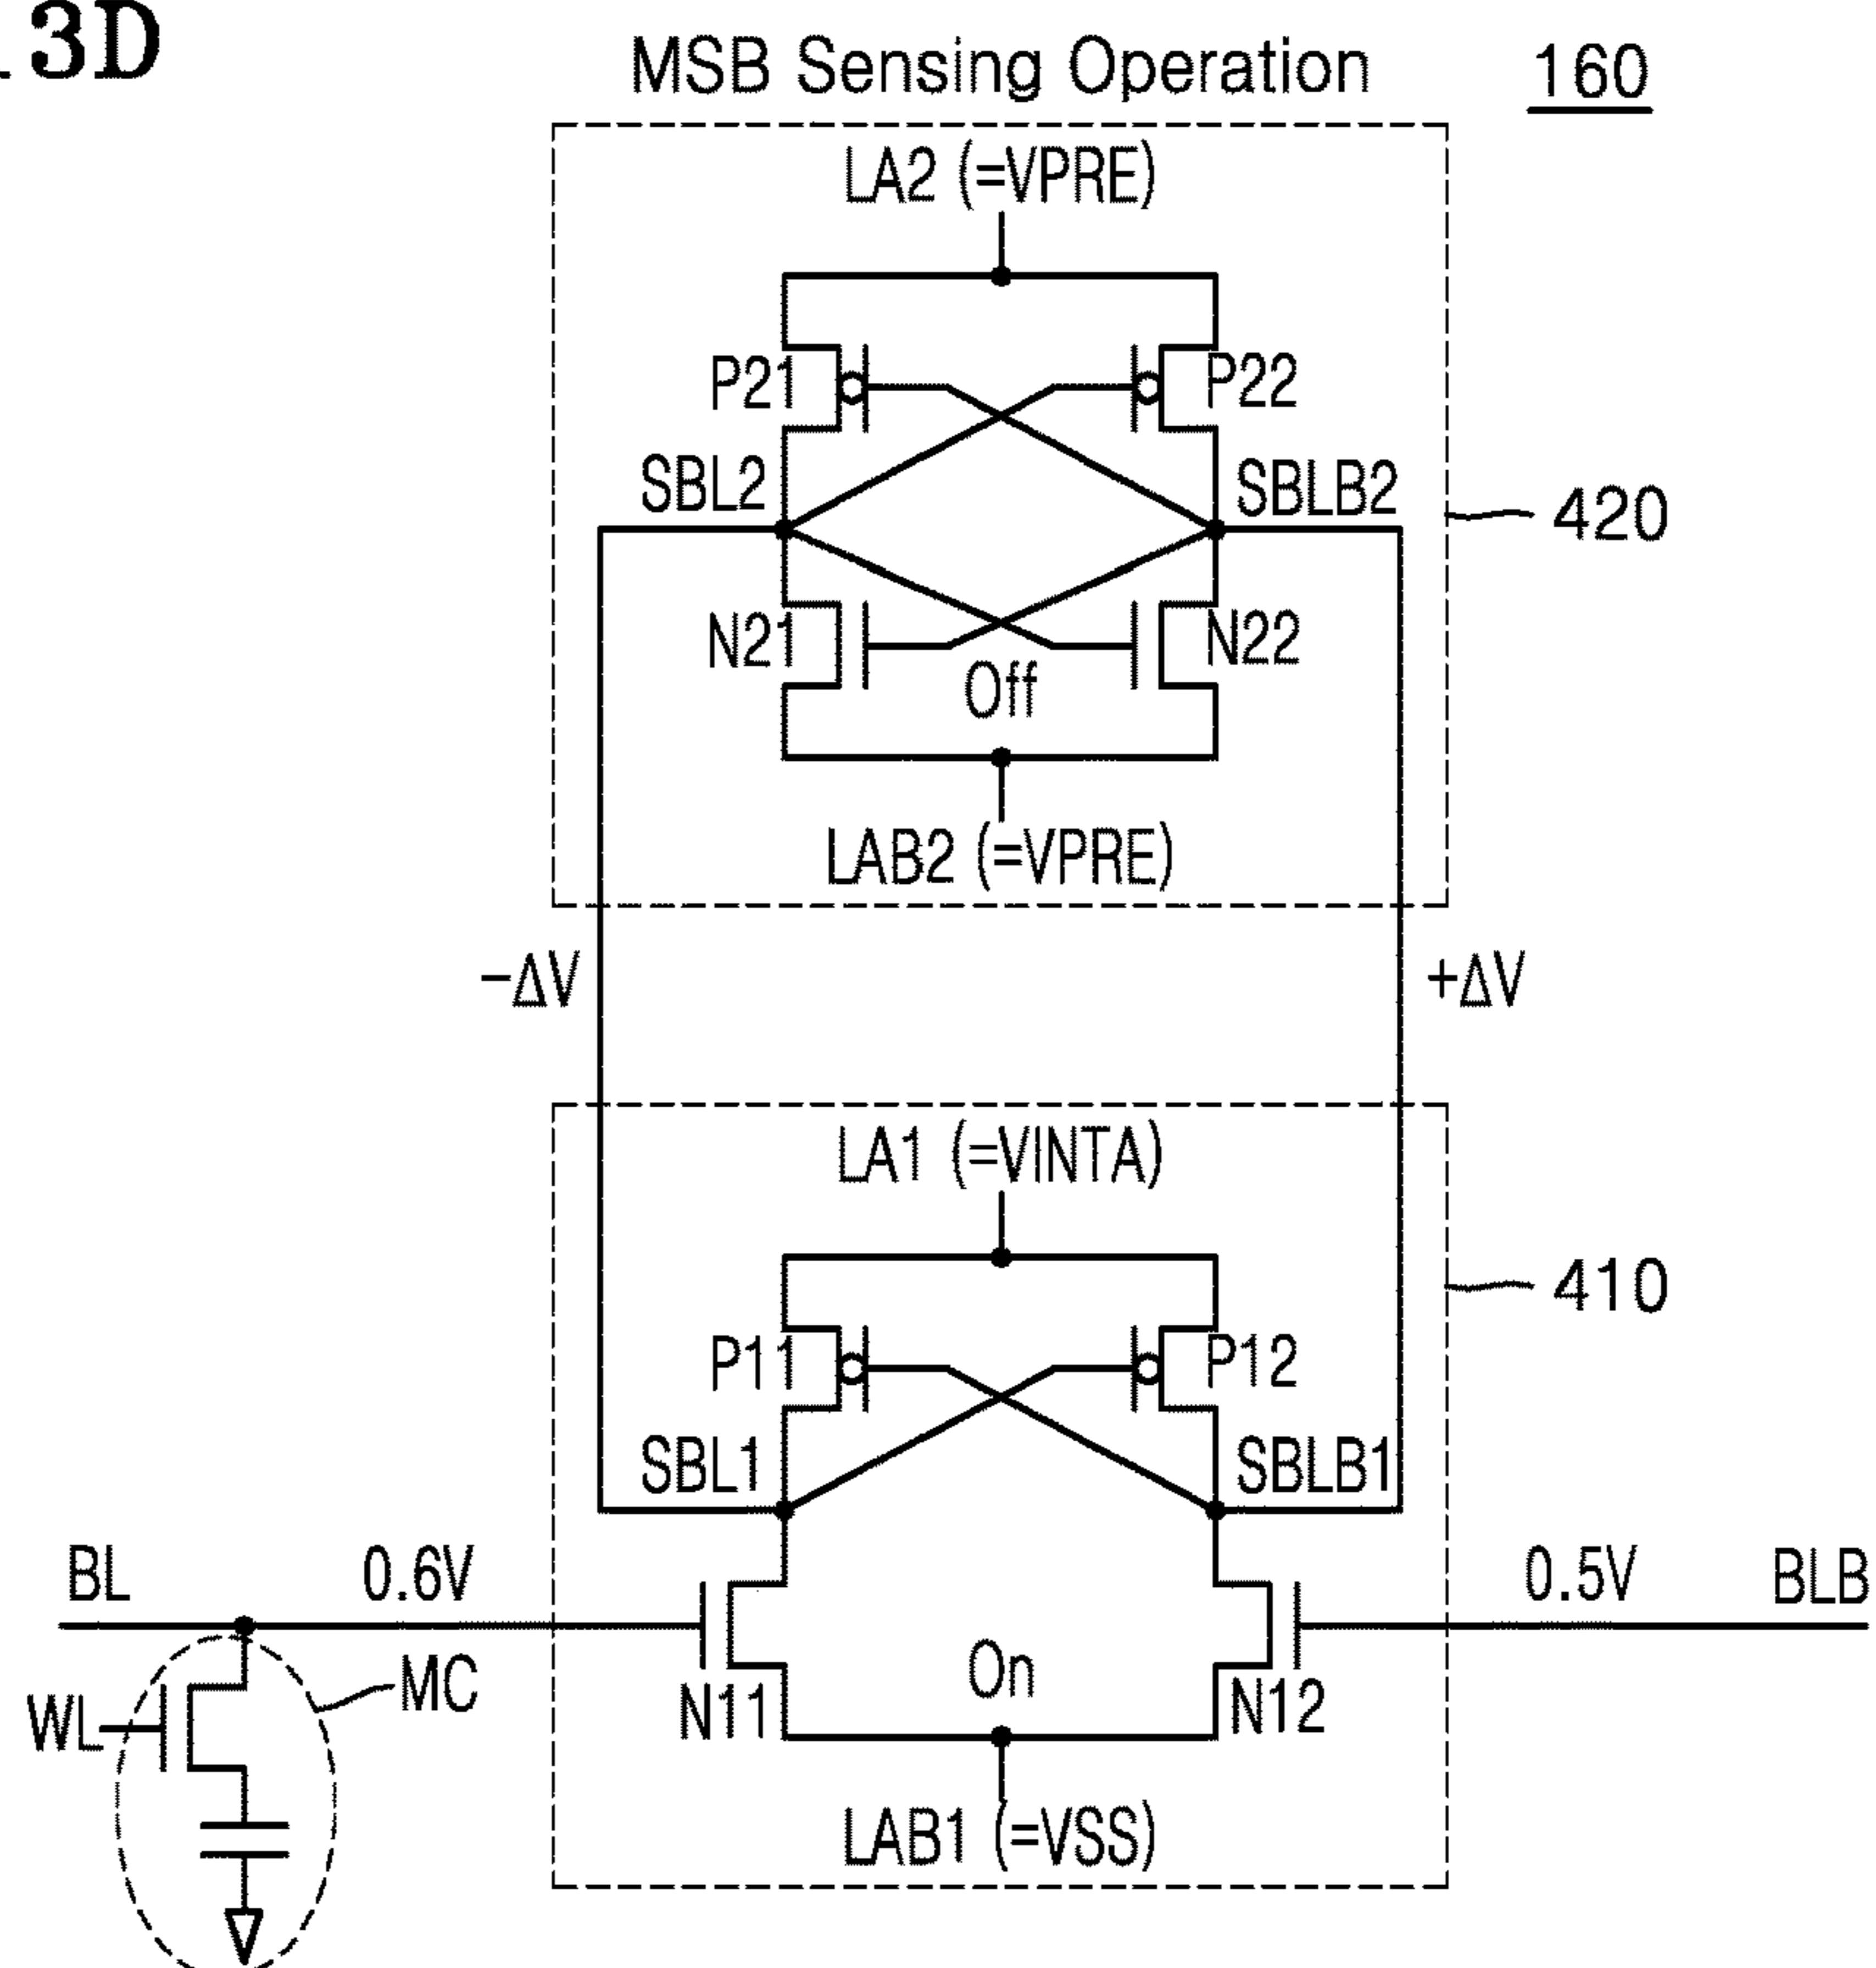 . 3D
MSB Sensing Operation
160
LA2 (=VPRE)
P21
P22
SBL2
SBLB2
420
N21
N22
Off
LAB2 (=VPRE)
-ΔV
+ΔV
LA1 (=VINTA)
410
P11
P12
SBL1
SBLB1
BL
0.6V
0.5V
BLB
On
MC
N11
N12
WL
LAB1 (=VSS)